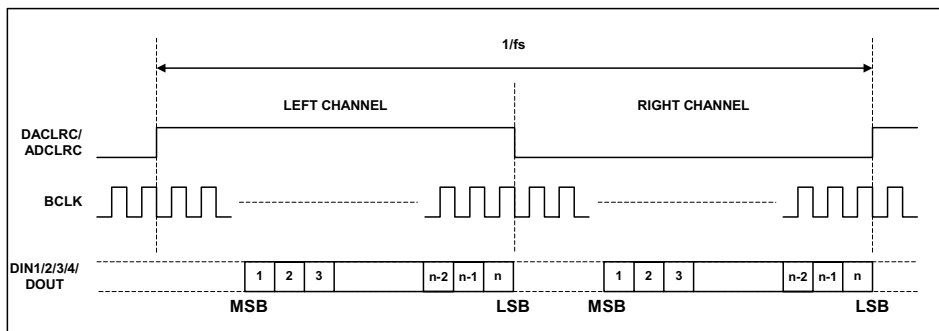 1/fs
LEFT CHANNEL
RIGHT CHANNEL
DACLRC/
ADCLRC
BCLK
DIN1/2/3/4/
DOUT
1 2 3 n-2 n-1 n 1 2 3 n-2 n-1 n
MSB LSB MSB LSB